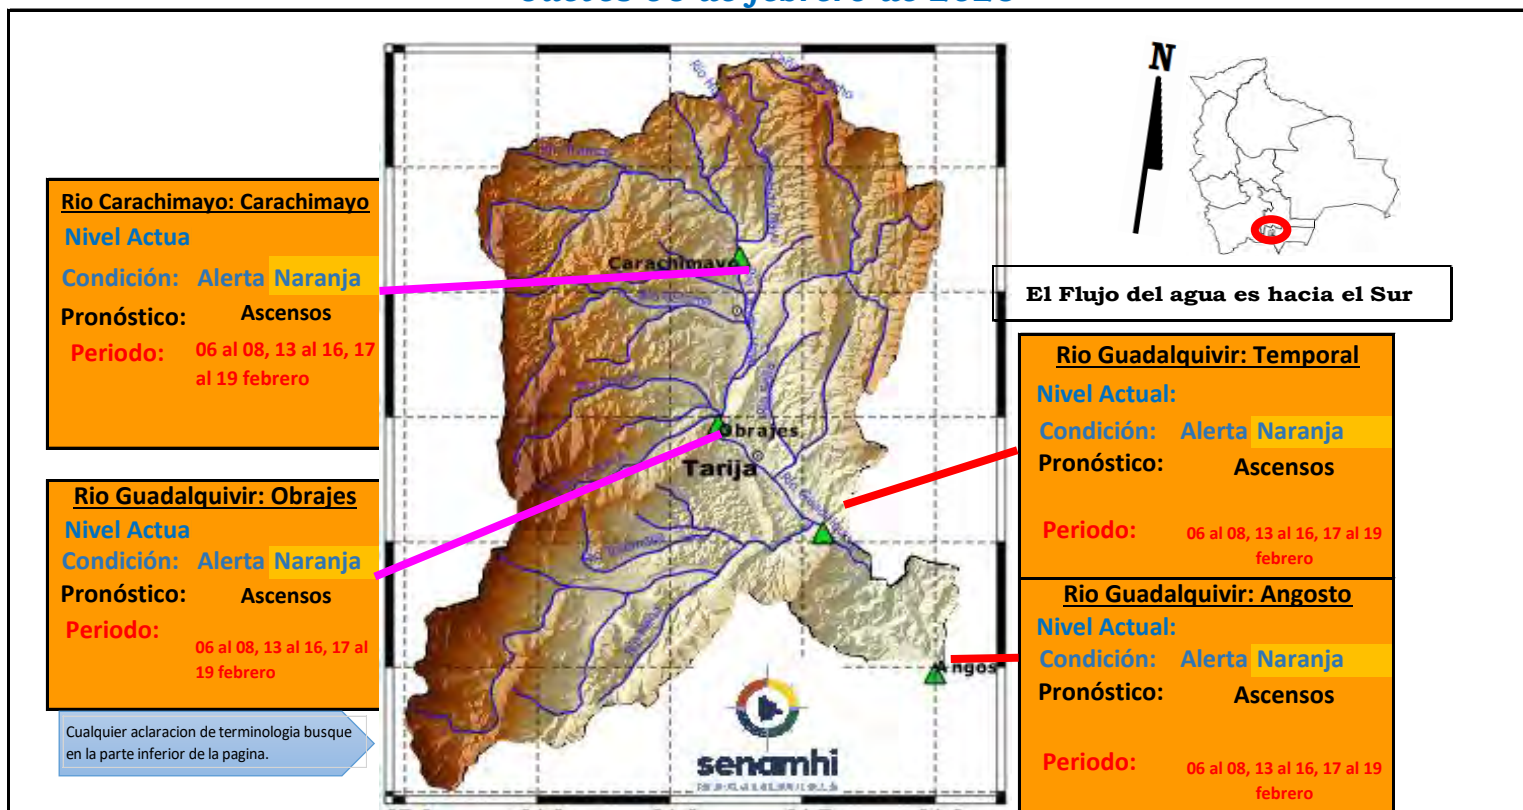 N
Rio Carachimayo: Carachimayo
Nivel Actua
Condición: Alerta Naranja
Pronóstico: Ascensos
Periodo: 06 al 08, 13 al 16, 17
al 19 febrero
Carachimayo
El Flujo del agua es hacia el Sur
Rio Guadalquivir: Temporal
Nivel Actual:
Condición: Alerta Naranja
Pronóstico: Ascensos
Periodo: 06 al 08, 13 al 16, 17 al 19
febrero
Obrajes
Tarija
Rio Guadalquivir: Obrajes
Nivel Actua
Condición: Alerta Naranja
Pronóstico: Ascensos
Periodo:
06 al 08, 13 al 16, 17 al
19 febrero
Rio Guadalquivir: Angosto
Nivel Actual:
Condición: Alerta Naranja
Pronóstico: Ascensos
Periodo: 06 al 08, 13 al 16, 17 al 19
febrero
Angos
Cualquier aclaracion de terminologia busque
en la parte inferior de la pagina.
senamhi